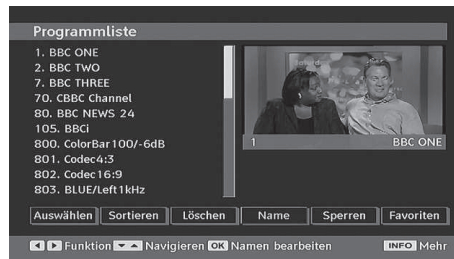 Programmliste
1. BBC ONE
2. BBC TWO
7. BBC THREE
70. CBBC Channel
80. BBC NEWS 24
105. BBCi
800. ColorBar100/-6dB
801. Codec4:3
802. Codec16:9
803. BLUE/Left1kHz
Saturday
1 BBC ONE
Auswählen Sortieren Löschen Name Sperren Favoriten
Funktion Navigieren OK Namen bearbeiten INFO Mehr